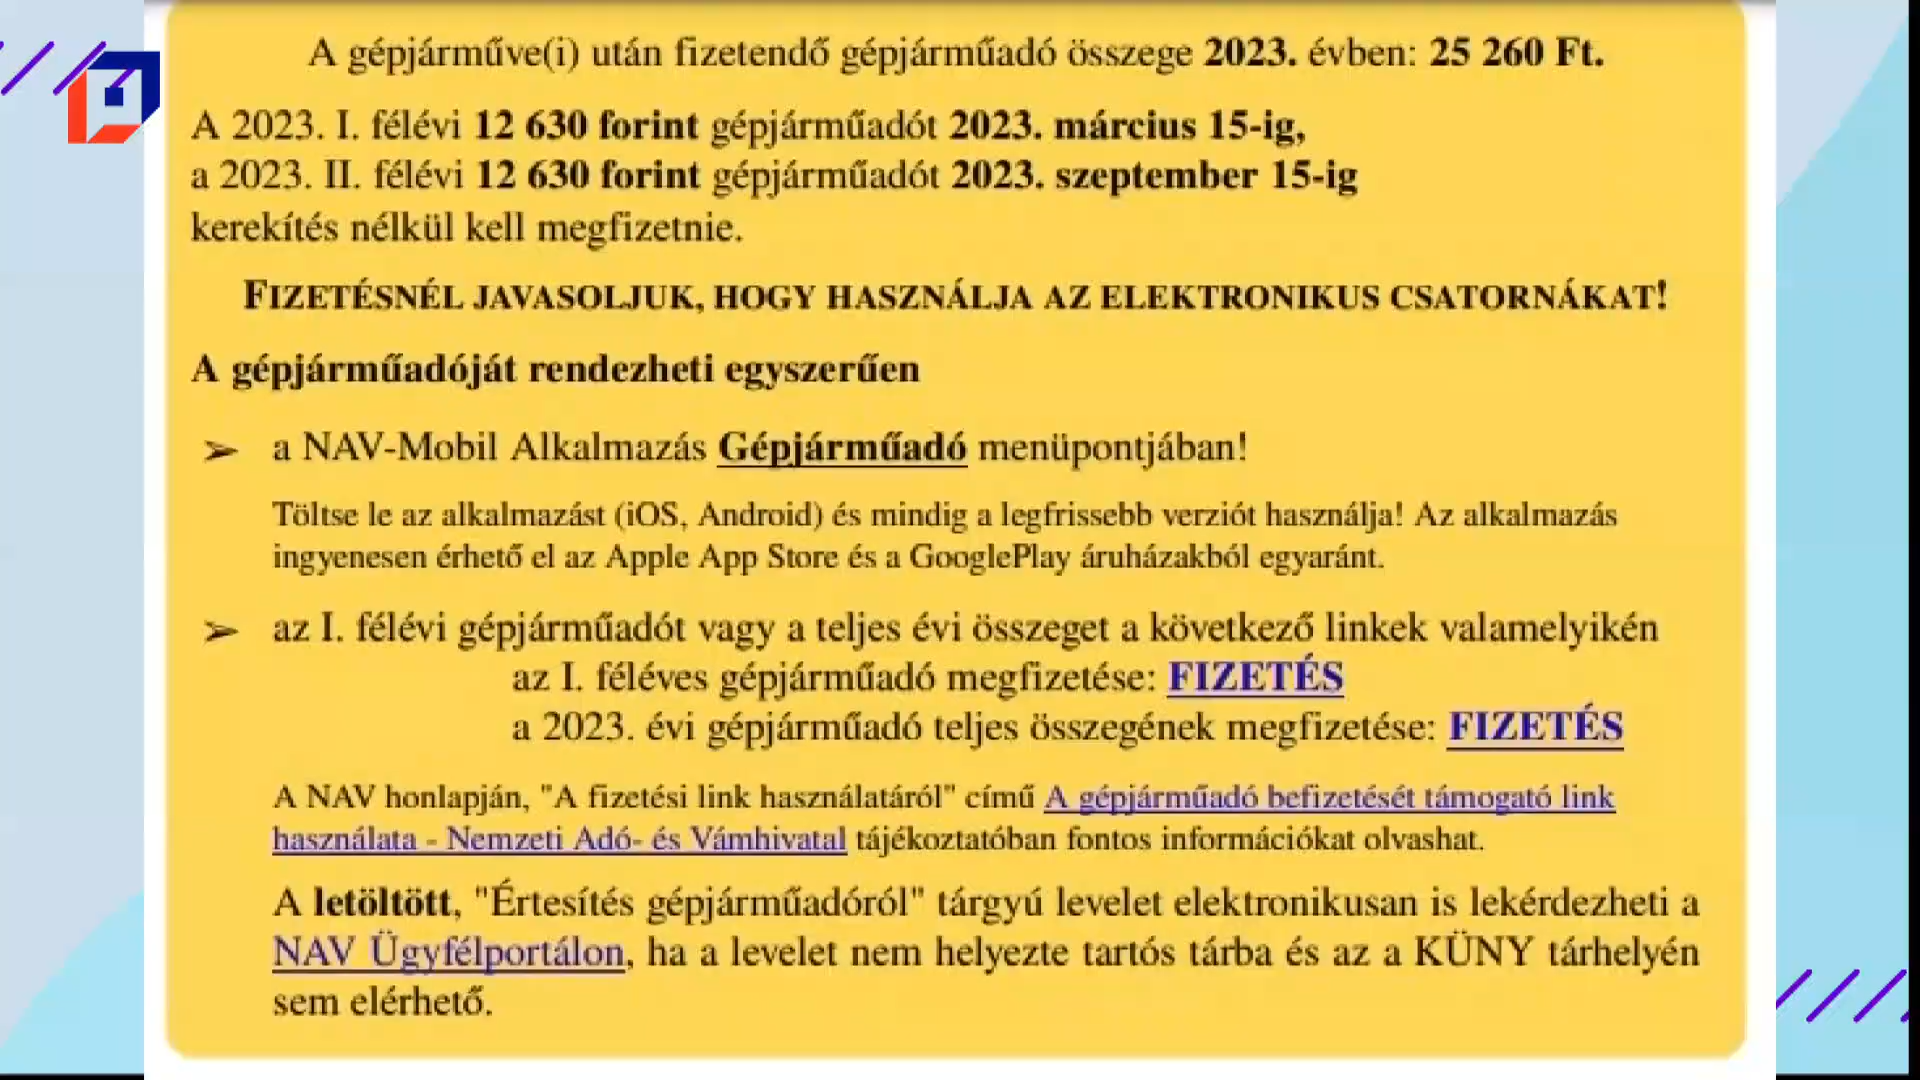 A gépjárműve(i) után fizetendő gépjárműadó összege 2023. évben: 25 260 Ft.
A 2023. I. félévi 12 630 forint gépjárműadót 2023. március 15-ig,
a 2023. II. félévi 12 630 forint gépjárműadót 2023. szeptember 15-ig
kerekítés nélkül kell megfizetnie.
FIZETÉSNÉL JAVASOLJUK, HOGY HASZNÁLJA AZ ELEKTRONIKUS CSATORNÁKAT!
A gépjárműadóját rendezheti egyszerűen
➢ a NAV-Mobil Alkalmazás Gépjárműadó menüpontjában!
Töltse le az alkalmazást (iOS, Android) és mindig a legfrissebb verziót használja! Az alkalmazás
ingyenesen érhető el az Apple App Store és a GooglePlay áruházakból egyaránt.
➢ az I. félévi gépjárműadót vagy a teljes évi összeget a következő linkek valamelyikén
az I. féléves gépjárműadó megfizetése: FIZETÉS
a 2023. évi gépjárműadó teljes összegének megfizetése: FIZETÉS
A NAV honlapján, "A fizetési link használatáról" című A gépjárműadó befizetését támogató link
használata - Nemzeti Adó- és Vámhivatal tájékoztatóban fontos információkat olvashat.
A letöltött, "Értesítés gépjárműadóról" tárgyú levelet elektronikusan is lekérdezheti a
NAV Ügyfélportálon, ha a levelet nem helyezte tartós tárba és az a KÜNY tárhelyén
sem elérhető.